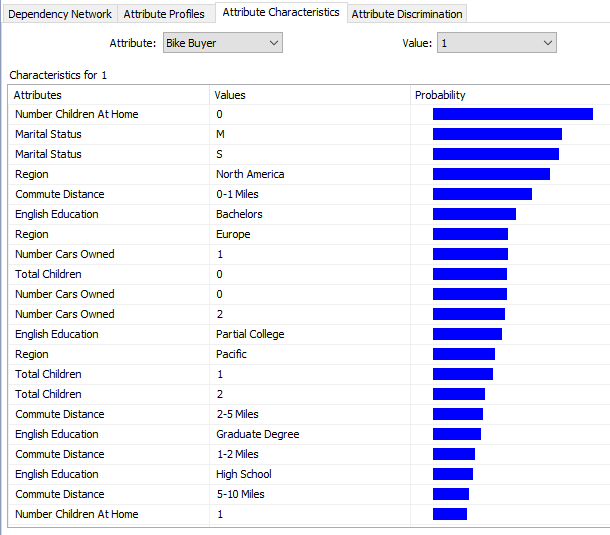 Dependency Network Attribute Profiles Attribute Characteristics Attribute Discrimination
Attribute: Bike Buyer Value: 1
Characteristics for 1
Attributes Values Probability
Number Children At Home 0
Marital Status M
Marital Status S
Region North America
Commute Distance 0-1 Miles
English Education Bachelors
Region Europe
Number Cars Owned 1
Total Children 0
Number Cars Owned 0
Number Cars Owned 2
English Education Partial College
Region Pacific
Total Children 1
Total Children 2
Commute Distance 2-5 Miles
English Education Graduate Degree
Commute Distance 1-2 Miles
English Education High School
Commute Distance 5-10 Miles
Number Children At Home 1